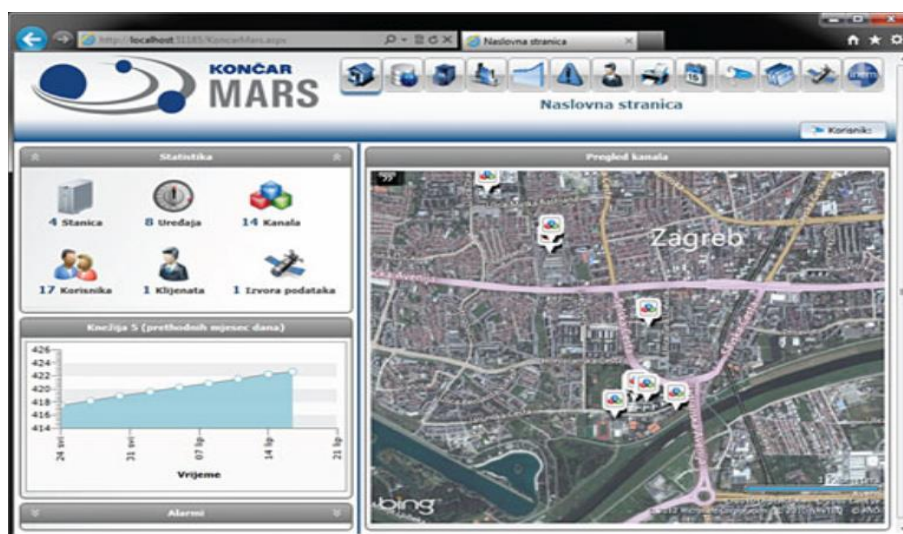 http://localhost:51185/KoncarMars.aspx
Naslovna stranica
KONČAR
MARS
15
Naslovna stranica
Korisnik:
Statistika
4 Stanica
8 Uređaja
14 Kanala
17 Korisnika
1 Klijenata
1 Izvora podataka
Knežija 5 (prethodnih mjesec dana)
426
424
422
420
418
416
414
24 svi
31 svi
07 lip
14 lip
21 lip
Vrijeme
Alarmi
Pregled kanala
Zagreb
bing